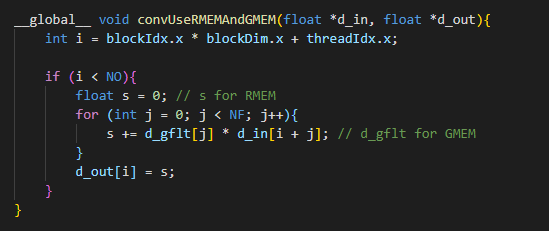 __global__ void convUseRMEMAndGMEM(float *d_in, float *d_out){
    int i = blockIdx.x * blockDim.x + threadIdx.x;

    if (i < NO){
        float s = 0; // s for RMEM
        for (int j = 0; j < NF; j++){
            s += d_gflt[j] * d_in[i + j]; // d_gflt for GMEM
        }
        d_out[i] = s;
    }
}